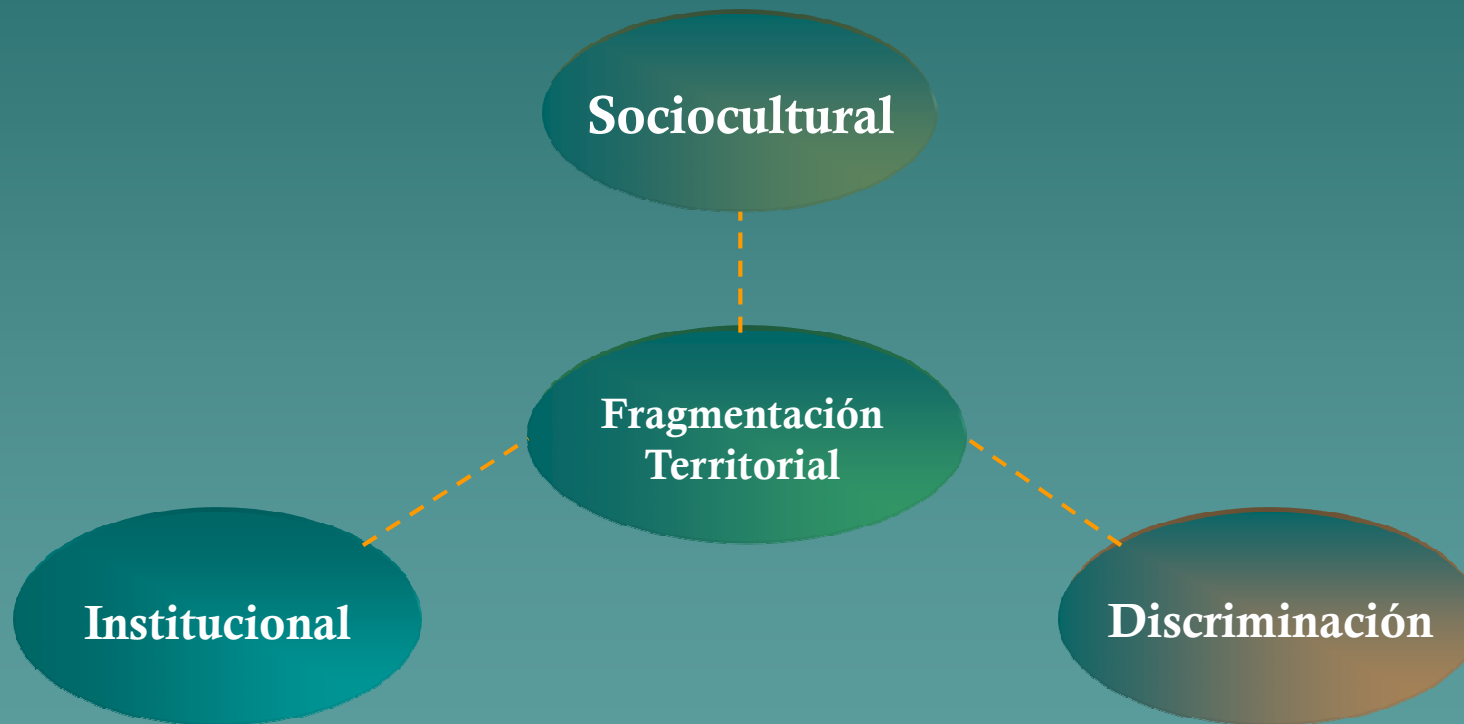 Sociocultural
Fragmentación
Territorial
Institucional
Discriminación